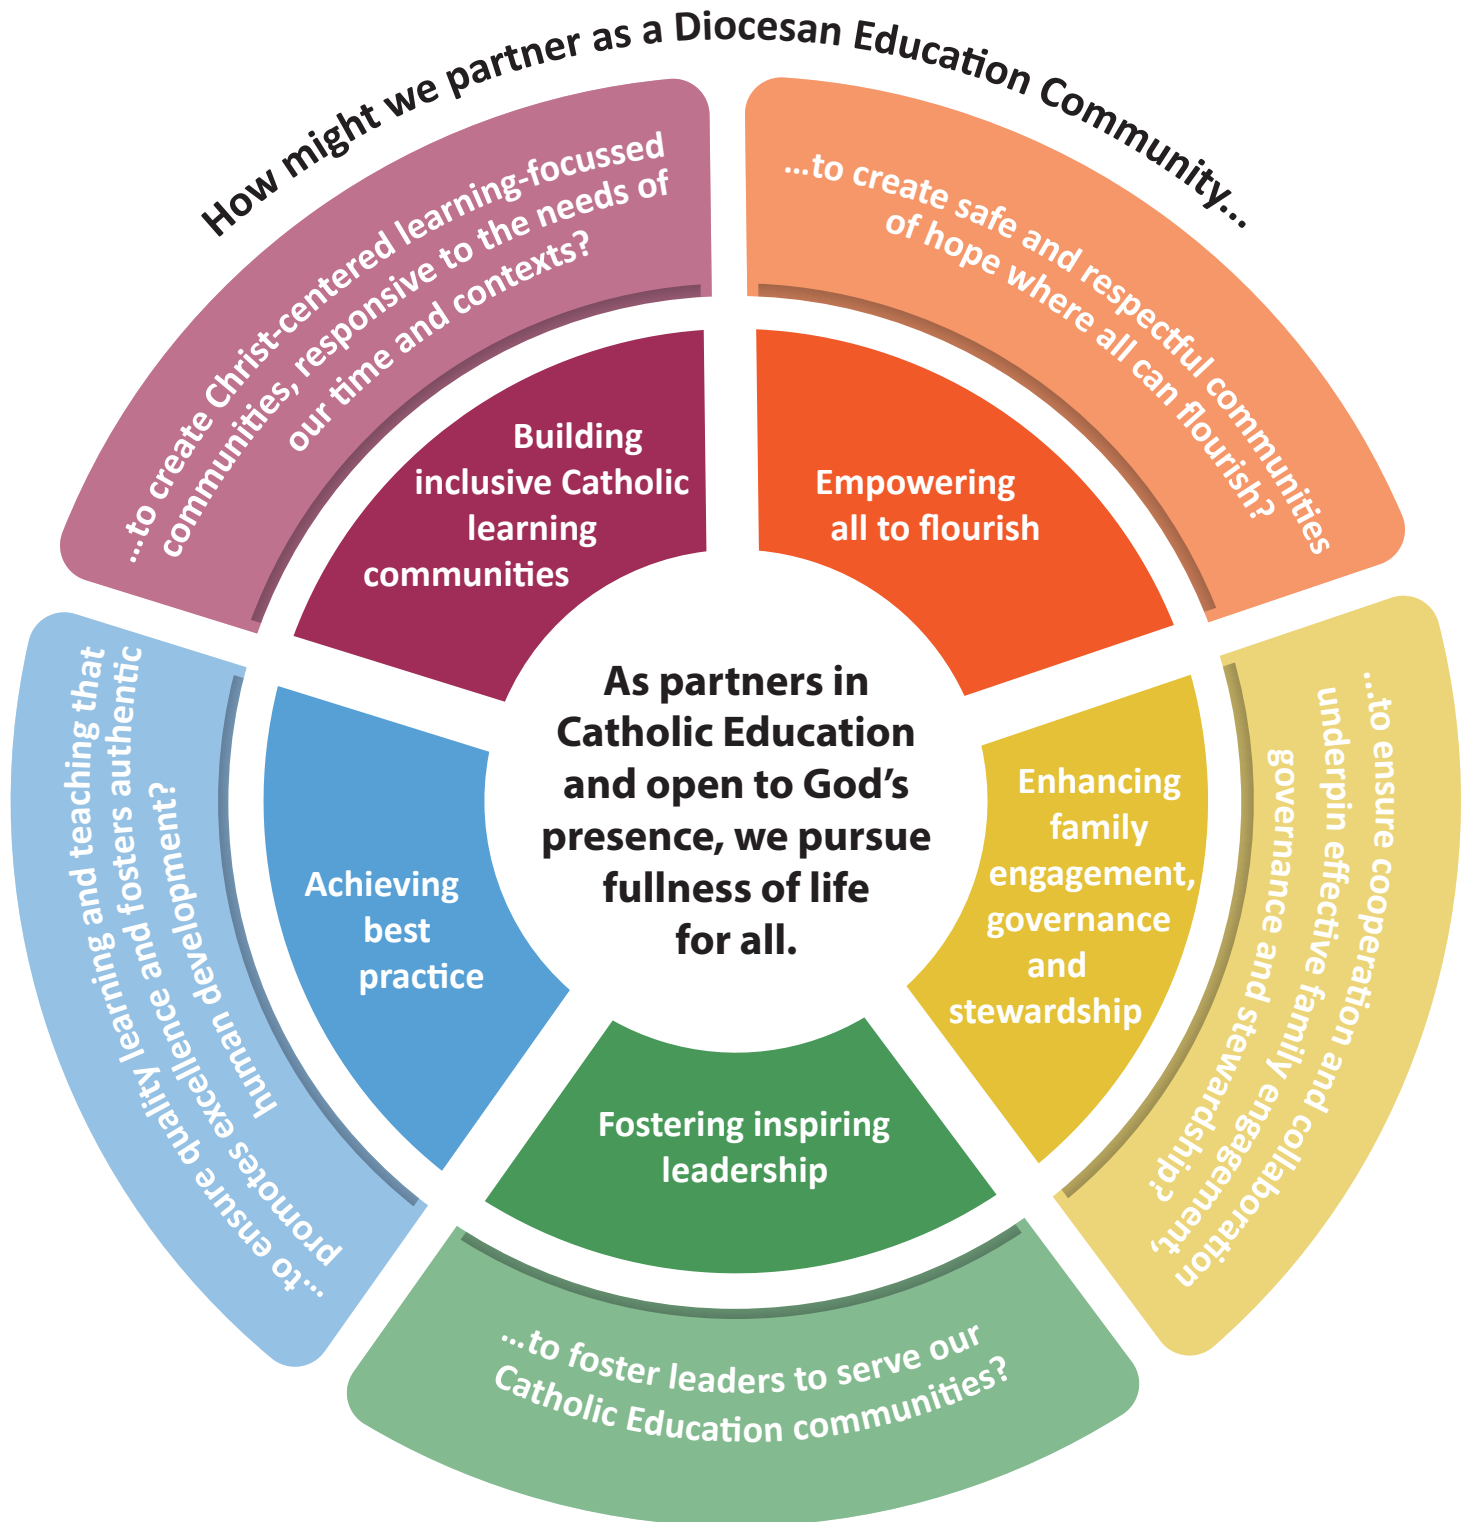 How might we partner as a Diocesan Education Community...
...to create Christ-centered learning-focussed
communities, responsive to the needs of
our time and contexts?
...to create safe and respectful communities
of hope where all can flourish?
Building
inclusive Catholic
learning
communities
Empowering
all to flourish
As partners in
Catholic Education
and open to God's
presence, we pursue
fullness of life
for all.
Enhancing
family
engagement,
governance
and
stewardship
...to ensure cooperation and collaboration
underpin effective family engagement,
governance and stewardship?
Achieving
best
practice
...to ensure quality learning and teaching that
promotes excellence and fosters authentic
human development?
Fostering inspiring
leadership
...to foster leaders to serve our
Catholic Education communities?